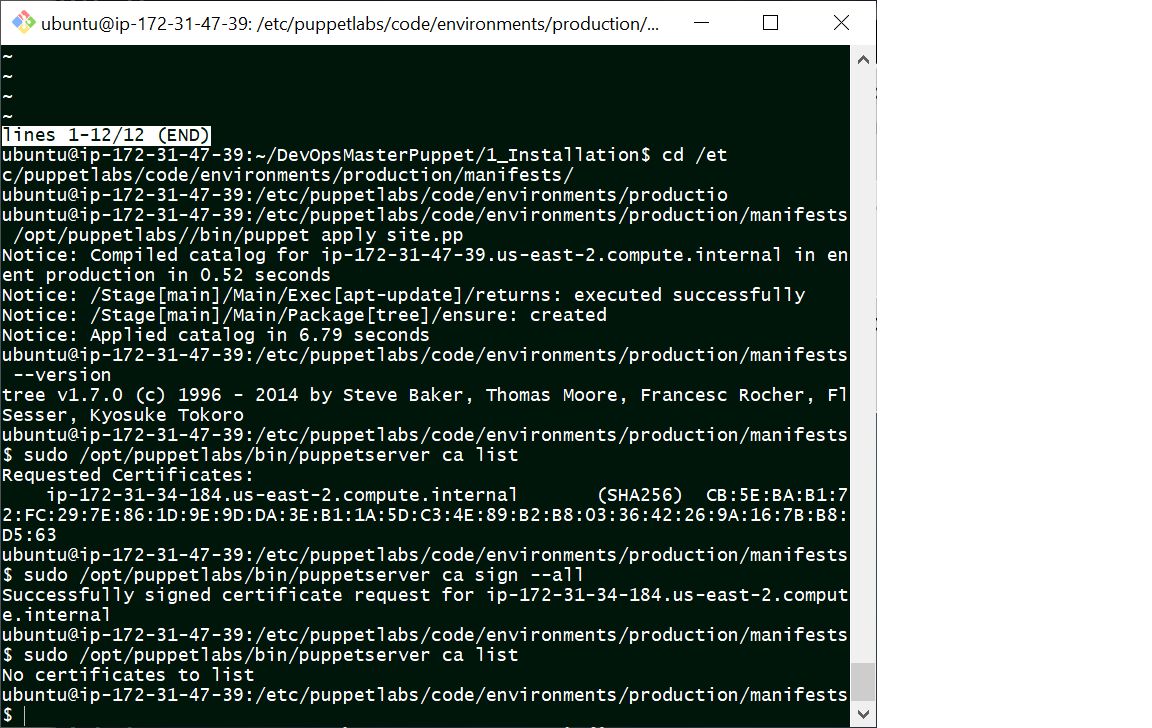 ubuntu@ip-172-31-47-39: /etc/puppetlabs/code/environments/production/...
~
~
~
~
lines 1-12/12 (END)
ubuntu@ip-172-31-47-39:~/DevOpsMasterPuppet/1_Installation$ cd /et
c/puppetlabs/code/environments/production/manifests/
ubuntu@ip-172-31-47-39:/etc/puppetlabs/code/environments/productio
ubuntu@ip-172-31-47-39:/etc/puppetlabs/code/environments/production/manifests
/opt/puppetlabs//bin/puppet apply site.pp
Notice: Compiled catalog for ip-172-31-47-39.us-east-2.compute.internal in en
ent production in 0.52 seconds
Notice: /Stage[main]/Main/Exec[apt-update]/returns: executed successfully
Notice: /Stage[main]/Main/Package[tree]/ensure: created
Notice: Applied catalog in 6.79 seconds
ubuntu@ip-172-31-47-39:/etc/puppetlabs/code/environments/production/manifests
--version
tree v1.7.0 (c) 1996 - 2014 by Steve Baker, Thomas Moore, Francesc Rocher, Fl
Sesser, Kyosuke Tokoro
ubuntu@ip-172-31-47-39:/etc/puppetlabs/code/environments/production/manifests
$ sudo /opt/puppetlabs/bin/puppetserver ca list
Requested Certificates:
ip-172-31-34-184.us-east-2.compute.internal (SHA256) CB:5E:BA:B1:7
2:FC:29:7E:86:1D:9E:9D:DA:3E:B1:1A:5D:C3:4E:89:B2:B8:03:36:42:26:9A:16:7B:B8:
D5:63
ubuntu@ip-172-31-47-39:/etc/puppetlabs/code/environments/production/manifests
$ sudo /opt/puppetlabs/bin/puppetserver ca sign --all
Successfully signed certificate request for ip-172-31-34-184.us-east-2.comput
e.internal
ubuntu@ip-172-31-47-39:/etc/puppetlabs/code/environments/production/manifests
$ sudo /opt/puppetlabs/bin/puppetserver ca list
No certificates to list
ubuntu@ip-172-31-47-39:/etc/puppetlabs/code/environments/production/manifests
$